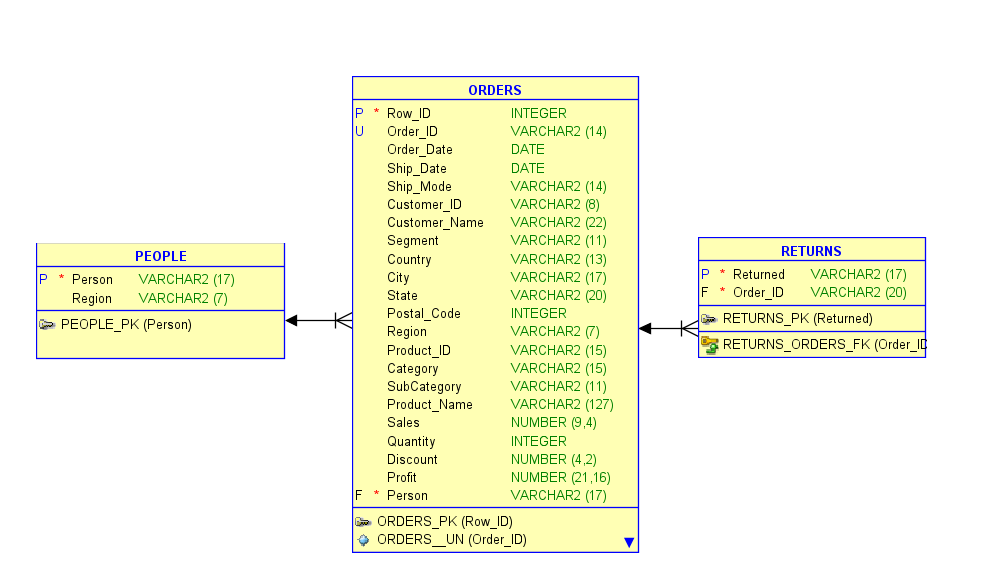 PEOPLE
P * Person VARCHAR2 (17)
Region VARCHAR2 (7)
PEOPLE_PK (Person)
ORDERS
P * Row_ID INTEGER
U Order_ID VARCHAR2 (14)
Order_Date DATE
Ship_Date DATE
Ship_Mode VARCHAR2 (14)
Customer_ID VARCHAR2 (8)
Customer_Name VARCHAR2 (22)
Segment VARCHAR2 (11)
Country VARCHAR2 (13)
City VARCHAR2 (17)
State VARCHAR2 (20)
Postal_Code INTEGER
Region VARCHAR2 (7)
Product_ID VARCHAR2 (15)
Category VARCHAR2 (15)
SubCategory VARCHAR2 (11)
Product_Name VARCHAR2 (127)
Sales NUMBER (9,4)
Quantity INTEGER
Discount NUMBER (4,2)
Profit NUMBER (21,16)
F * Person VARCHAR2 (17)
ORDERS_PK (Row_ID)
ORDERS__UN (Order_ID)
RETURNS
P * Returned VARCHAR2 (17)
F * Order_ID VARCHAR2 (20)
RETURNS_PK (Returned)
RETURNS_ORDERS_FK (Order_ID